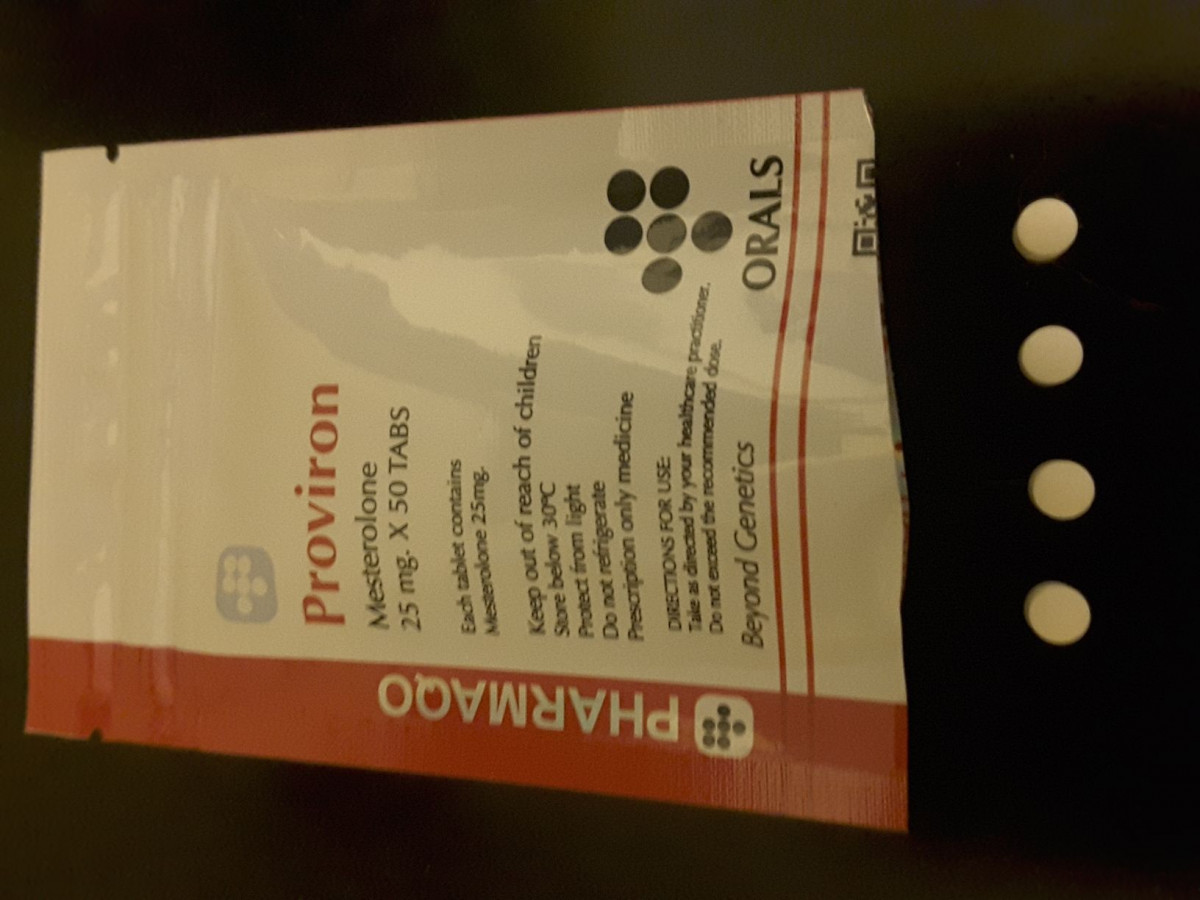 Proviron
Mesterolone
25 mg. X 50 TABS
Each tablet contains
Mesterolone 25mg.
Keep out of reach of children
Store below 30ºC
Protect from light
Do not refrigerate
Prescription only medicine
DIRECTIONS FOR USE:
Take as directed by your healthcare practitioner.
Do not exceed the recommended dose.
Beyond Genetics
ORALS
PHARMAQO